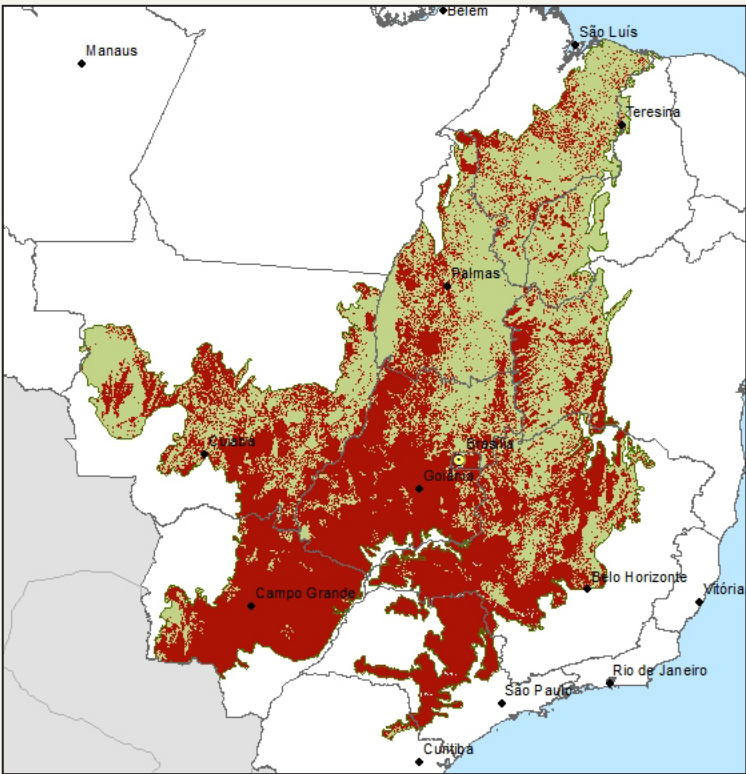 Belem
São Luís
Manaus
Teresina
Palmas
Cuiabá
Brasília
Goiânia
Campo Grande
Belo Horizonte
Vitória
Rio de Janeiro
São Paulo
Curitiba